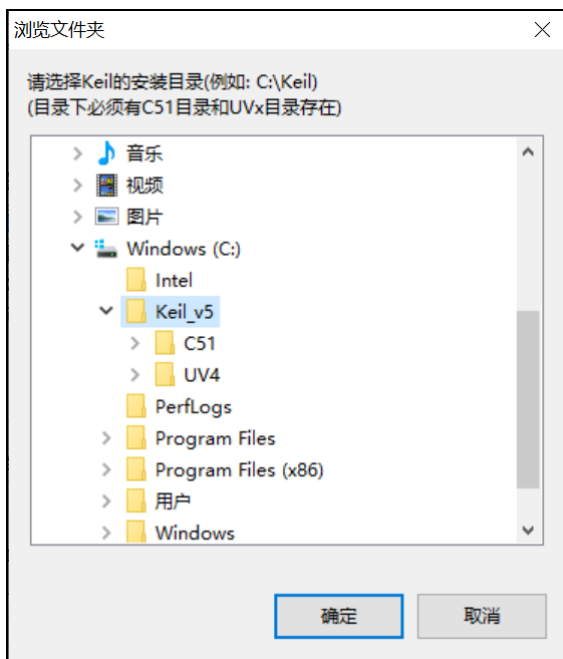 浏览文件夹
请选择Keil的安装目录(例如: C:\Keil)
(目录下必须有C51目录和UVx目录存在)
音乐
视频
图片
Windows (C:)
Intel
Keil_v5
C51
UV4
PerfLogs
Program Files
Program Files (x86)
用户
Windows
确定
取消